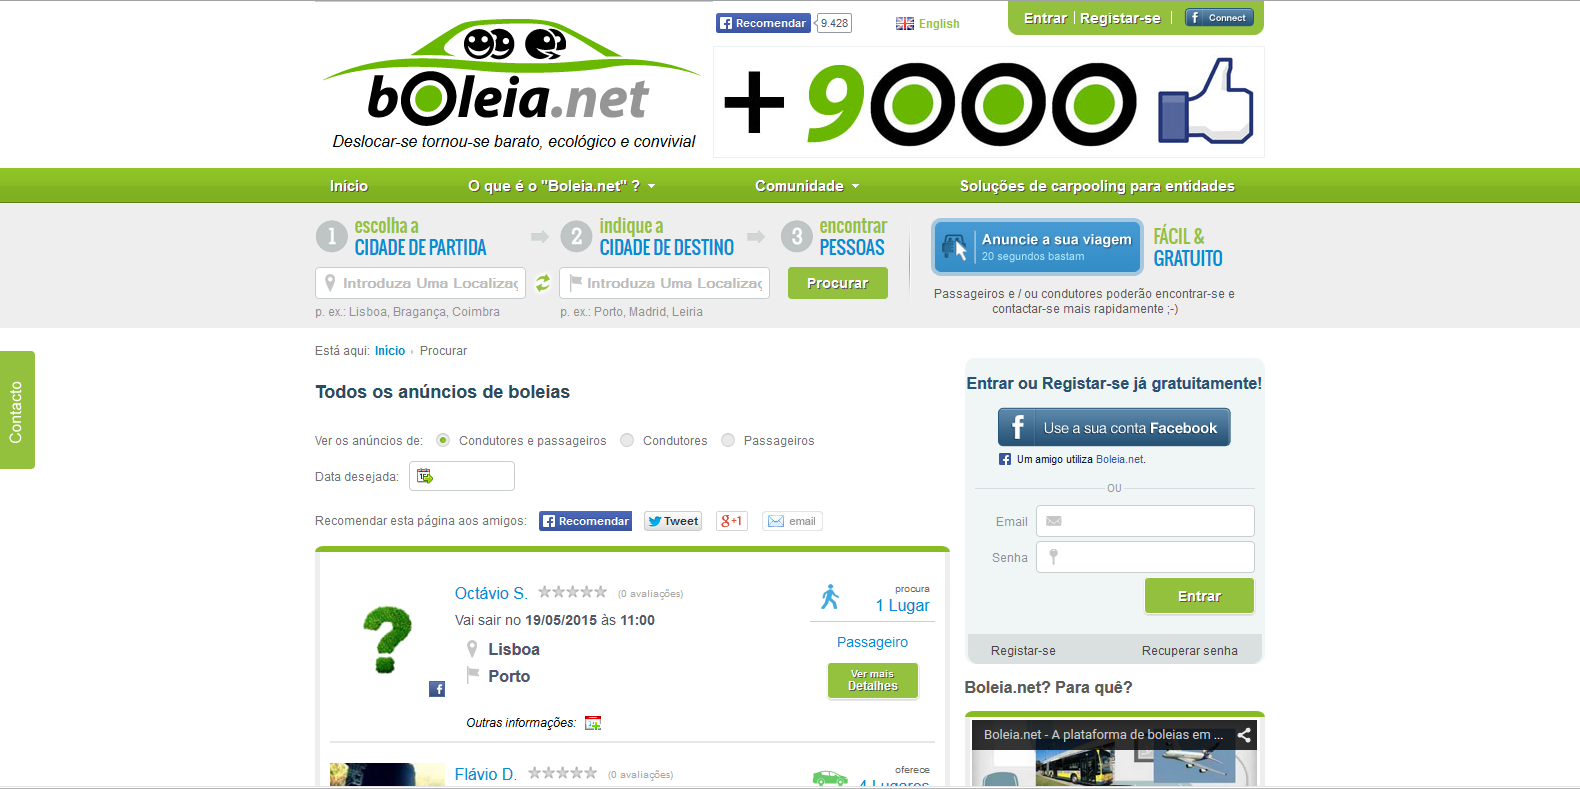 Recomendar 9.428
English
Entrar Registrar-se Connect
boleia.net
Deslocar-se tornou-se barato, ecológico e convivial
+ 9000
Início
O que é o "Boleia.net" ?
Comunidade
Soluções de carpooling para entidades
1 escolha a CIDADE DE PARTIDA
2 indique a CIDADE DE DESTINO
3 encontrar PESSOAS
Introduza Uma Localizaç
Introduza Uma Localizaç
Procurar
p. ex.: Lisboa, Bragança, Coimbra
p. ex.: Porto, Madrid, Leiria
Anuncie a sua viagem
20 segundos bastam
FÁCIL &
GRATUITO
Passageiros e / ou condutores poderão encontrar-se e
contactar-se mais rapidamente ;-)
Contacto
Está aqui: Início Procurar
Todos os anúncios de boleias
Ver os anúncios de: Condutores e passageiros Condutores Passageiros
Data desejada:
Recomendar esta página aos amigos: Recomendar Tweet g+1 email
Octávio S. (0 avaliações)
Vai sair no 19/05/2015 às 11:00
Lisboa
Porto
Outras informações:
procura
1 Lugar
Passageiro
Ver mais
Detalhes
Flávio D. (0 avaliações)
oferece
4 Lugares
Entrar ou Registar-se já gratuitamente!
Use a sua conta Facebook
Um amigo utiliza Boleia.net.
OU
Email
Senha
Entrar
Registar-se
Recuperar senha
Boleia.net? Para quê?
Boleia.net - A plataforma de boleias em ...